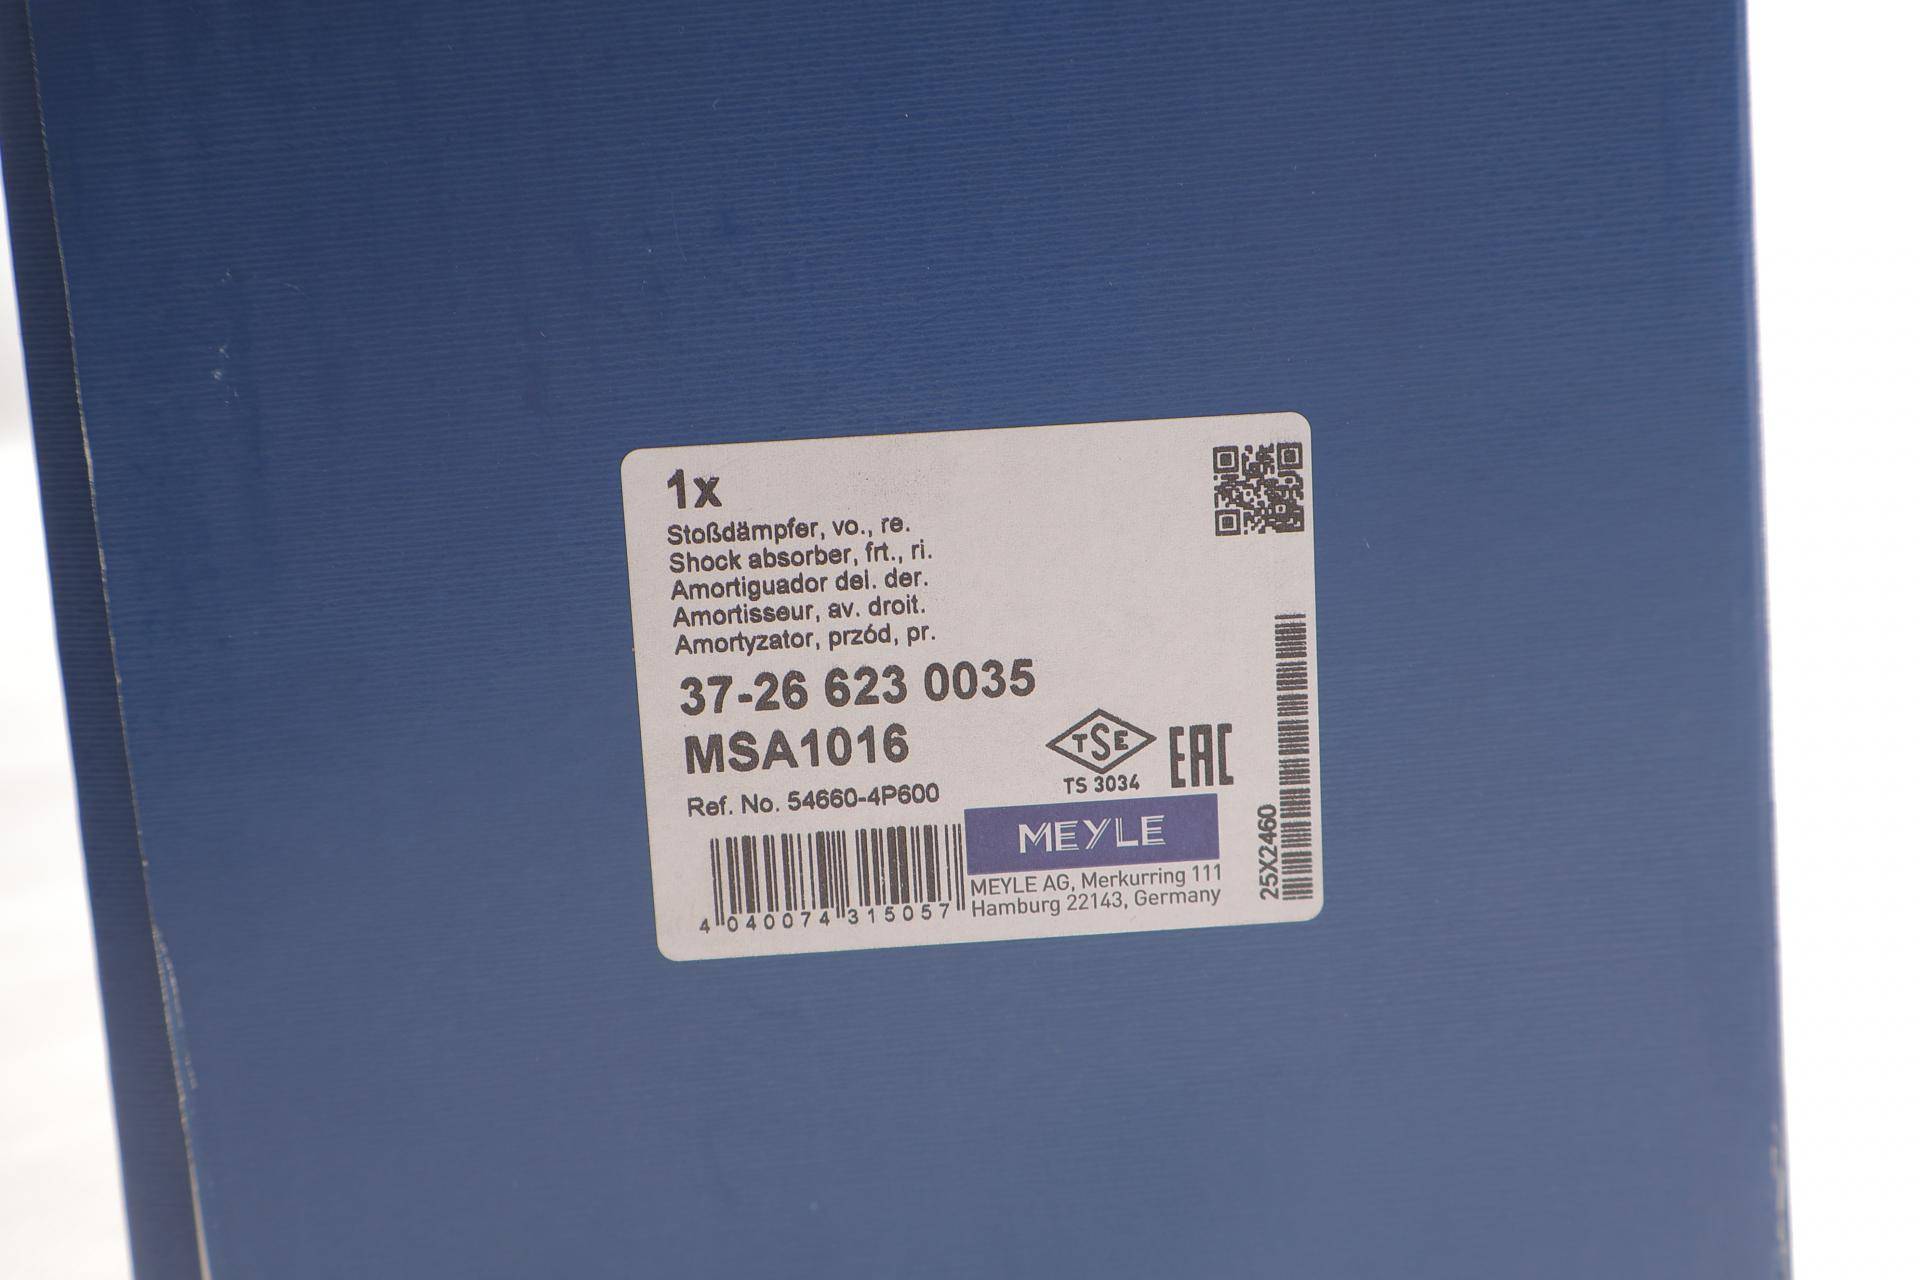 1x
Stoßdämpfer, vo., re.
Shock absorber, frt., ri.
Amortiguador del. der.
Amortisseur, av. droit.
Amortyzator, przód, pr.
37-26 623 0035
MSA1016
Ref. No. 54660-4P600
TSE
TS 3034
EAC
MEYLE
MEYLE AG, Merkurring 111
Hamburg 22143, Germany
4 040074 315057
25X2460